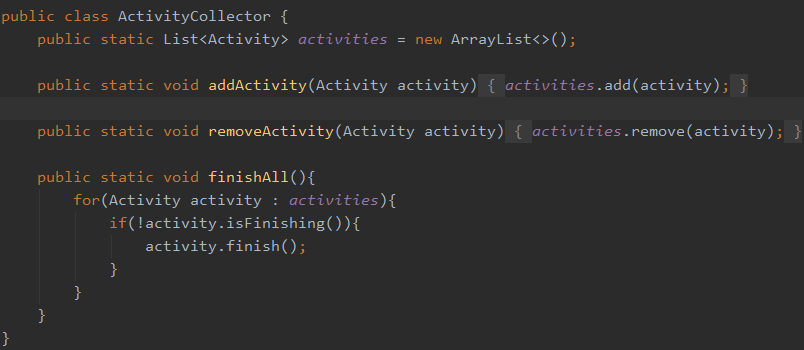 public class ActivityCollector {
    public static List<Activity> activities = new ArrayList<>();
    public static void addActivity(Activity activity) { activities.add(activity); }
    public static void removeActivity(Activity activity) { activities.remove(activity); }
    public static void finishAll(){
        for(Activity activity : activities){
            if(!activity.isFinishing()){
                activity.finish();
            }
        }
    }
}